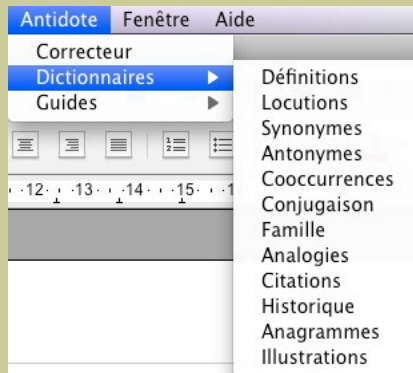 Antidote Fenêtre Aide
Correcteur
Dictionnaires
Guides
Définitions
Locutions
Synonymes
Antonymes
Cooccurrences
Conjugaison
Famille
Analogies
Citations
Historique
Anagrammes
Illustrations
12 13 14 15